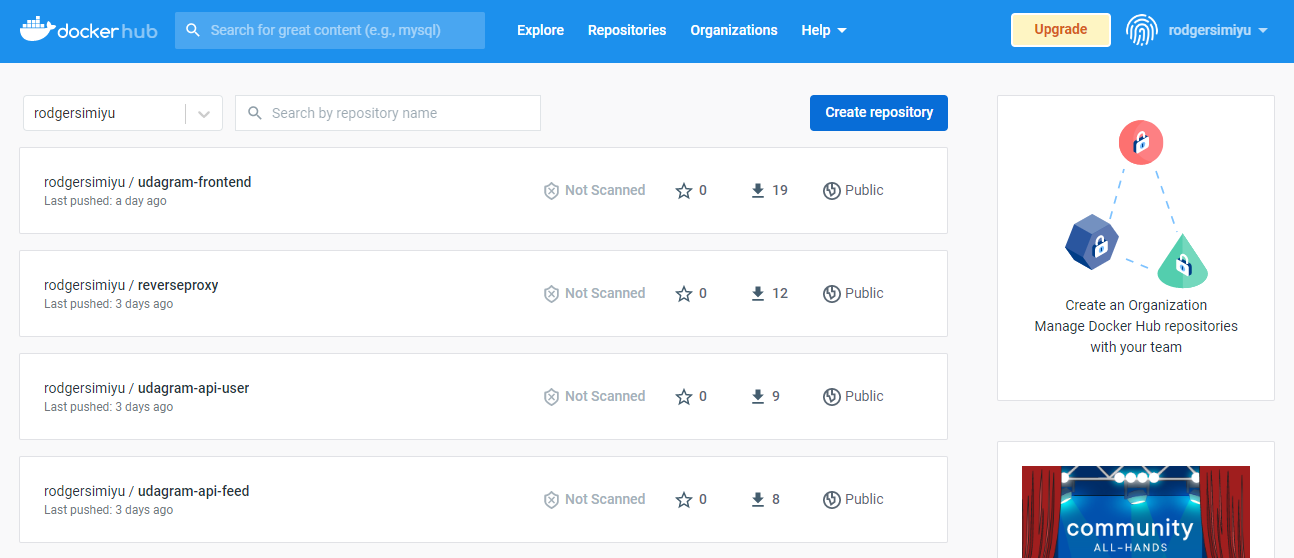 docker hub
Search for great content (e.g., mysql)
Explore
Repositories
Organizations
Help
Upgrade
rodgersimiyu
rodgersimiyu
Search by repository name
Create repository
rodgersimiyu / udagram-frontend
Last pushed: a day ago
Not Scanned
0
19
Public
rodgersimiyu / reverseproxy
Last pushed: 3 days ago
Not Scanned
0
12
Public
rodgersimiyu / udagram-api-user
Last pushed: 3 days ago
Not Scanned
0
9
Public
rodgersimiyu / udagram-api-feed
Last pushed: 3 days ago
Not Scanned
0
8
Public
Create an Organization
Manage Docker Hub repositories
with your team
community
ALL-HANDS